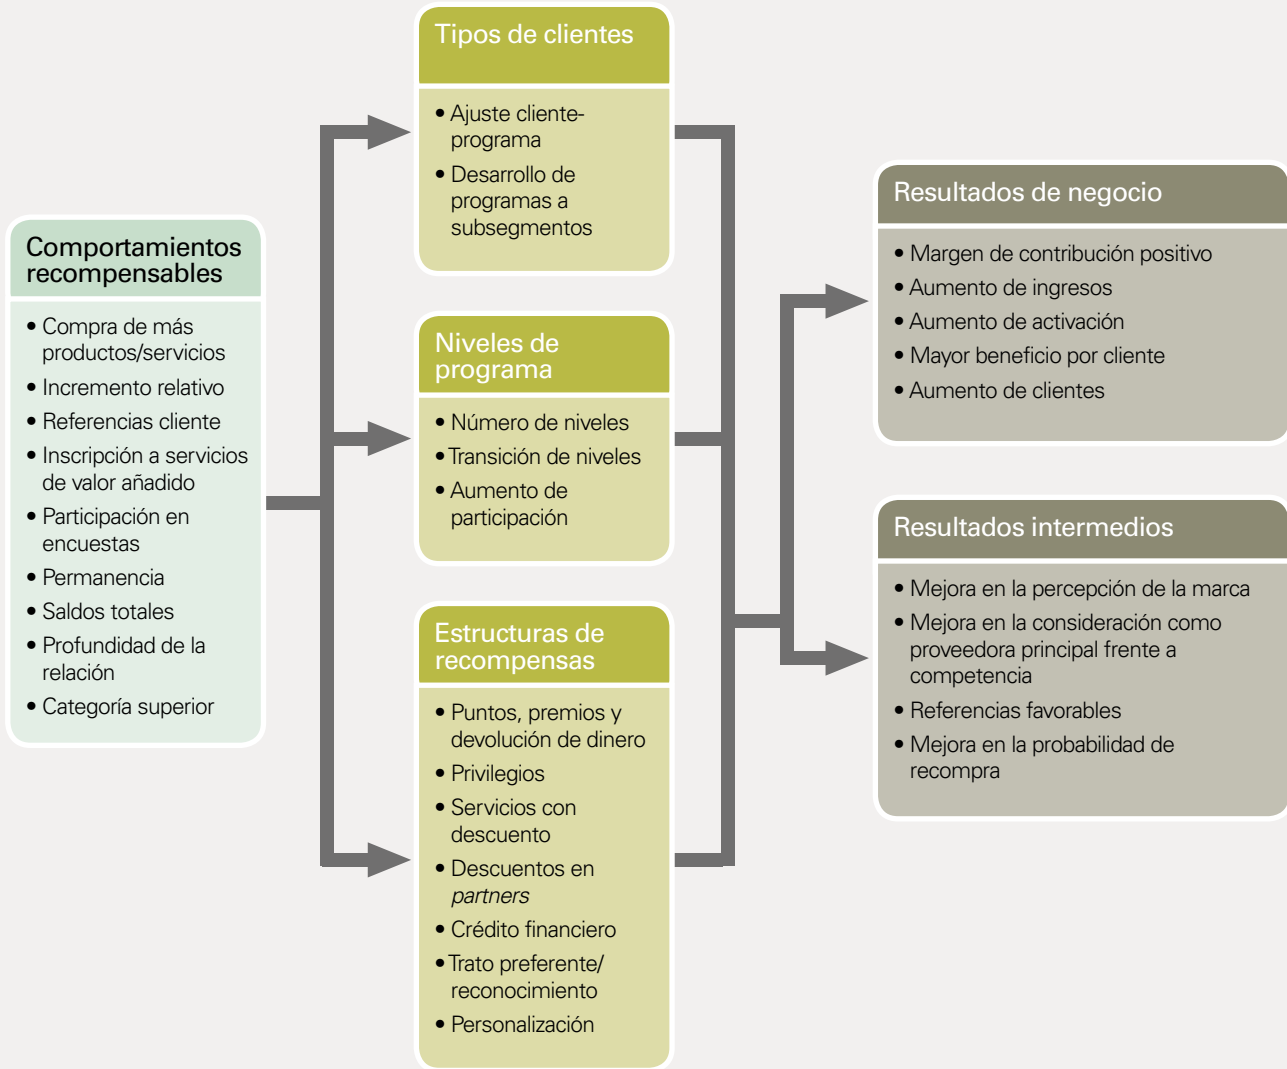 Comportamientos
recompensables
• Compra de más
productos/servicios
• Incremento relativo
• Referencias cliente
• Inscripción a servicios
de valor añadido
• Participación en
encuestas
• Permanencia
• Saldos totales
• Profundidad de la
relación
• Categoría superior
Tipos de clientes
• Ajuste cliente-
programa
• Desarrollo de
programas a
subsegmentos
Niveles de
programa
• Número de niveles
• Transición de niveles
• Aumento de
participación
Estructuras de
recompensas
• Puntos, premios y
devolución de dinero
• Privilegios
• Servicios con
descuento
• Descuentos en
partners
• Crédito financiero
• Trato preferente/
reconocimiento
• Personalización
Resultados de negocio
• Margen de contribución positivo
• Aumento de ingresos
• Aumento de activación
• Mayor beneficio por cliente
• Aumento de clientes
Resultados intermedios
• Mejora en la percepción de la marca
• Mejora en la consideración como
proveedora principal frente a
competencia
• Referencias favorables
• Mejora en la probabilidad de
recompra